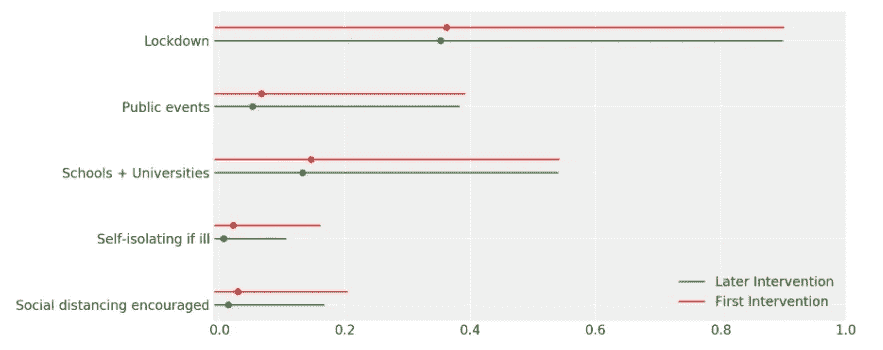 Lockdown
Public events
Schools + Universities
Self-isolating if ill
Social distancing encouraged
Later Intervention
First Intervention
0.0 0.2 0.4 0.6 0.8 1.0